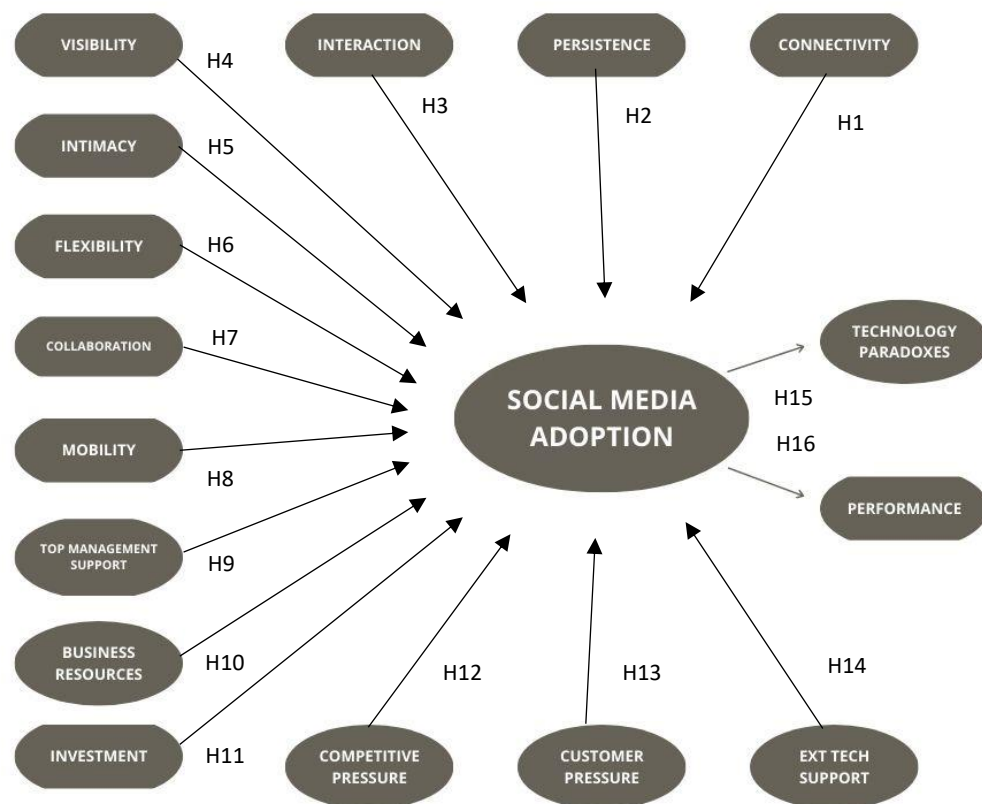 VISIBILITY
INTERACTION
PERSISTENCE
CONNECTIVITY
H4
H3
H2
H1
INTIMACY
H5
FLEXIBILITY
H6
COLLABORATION
H7
MOBILITY
H8
TOP MANAGEMENT
SUPPORT
H9
BUSINESS
RESOURCES
H10
INVESTMENT
H11
SOCIAL MEDIA
ADOPTION
TECHNOLOGY
PARADOXES
H15
H16
PERFORMANCE
H12
H13
H14
COMPETITIVE
PRESSURE
CUSTOMER
PRESSURE
EXT TECH
SUPPORT